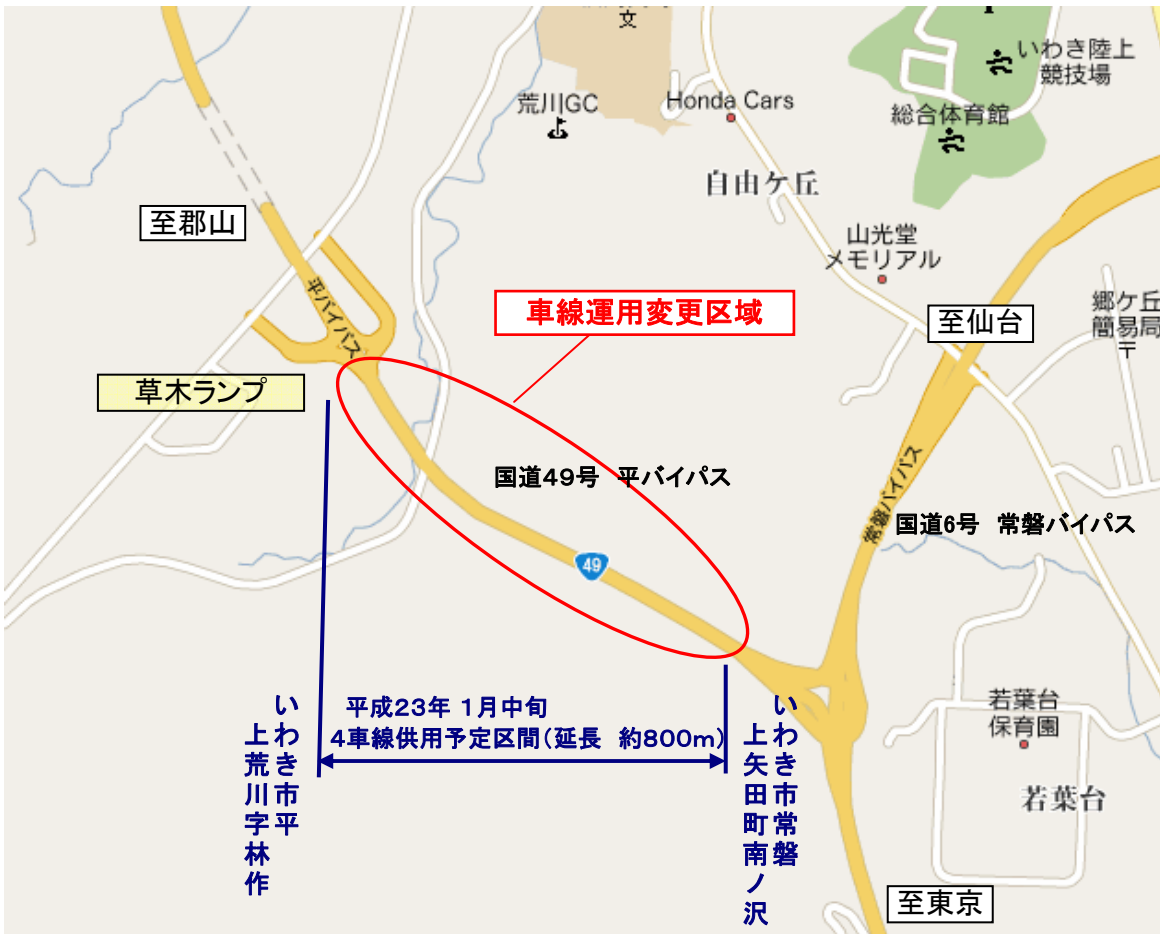 文
荒川GC
Honda Cars
いわき陸上
競技場
総合体育館
自由ケ丘
至郡山
山光堂
メモリアル
平バイパス
車線運用変更区域
至仙台
郷ケ丘
簡易局
〒
草木ランプ
国道49号 平バイパス
常磐バイパス
国道6号 常磐バイパス
49
平成23年 1月中旬
4車線供用予定区間(延長 約800m)
いわき市平
上荒川字林作
いわき市常磐
上矢田町南ノ沢
若葉台
保育園
若葉台
至東京